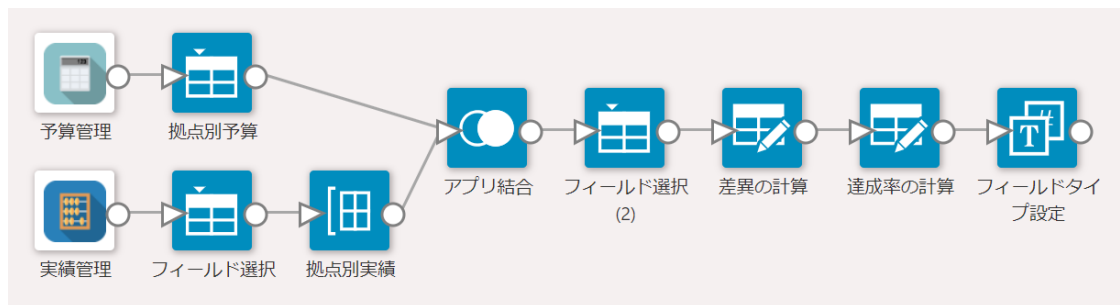 予算管理
拠点別予算
アプリ結合
フィールド選択
(2)
差異の計算
達成率の計算
フィールドタイ
プ設定
実績管理
フィールド選択
拠点別実績